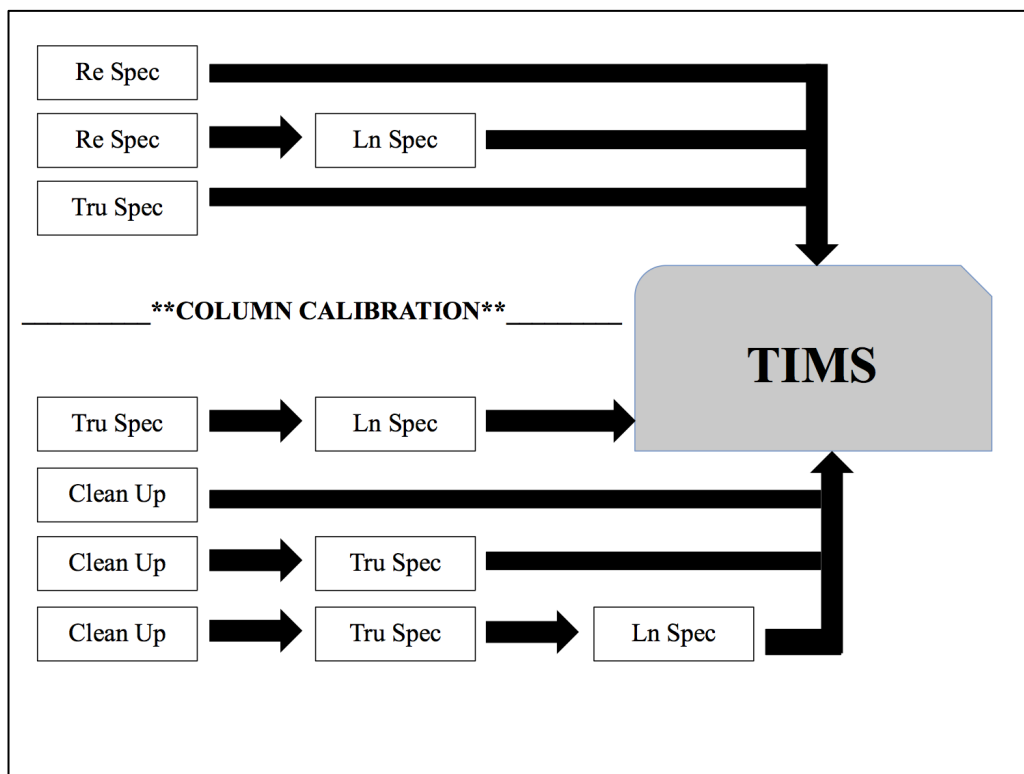 Re Spec
Re Spec
Ln Spec
Tru Spec
__________**COLUMN CALIBRATION**_________
TIMS
Tru Spec
Ln Spec
Clean Up
Clean Up
Tru Spec
Clean Up
Tru Spec
Ln Spec